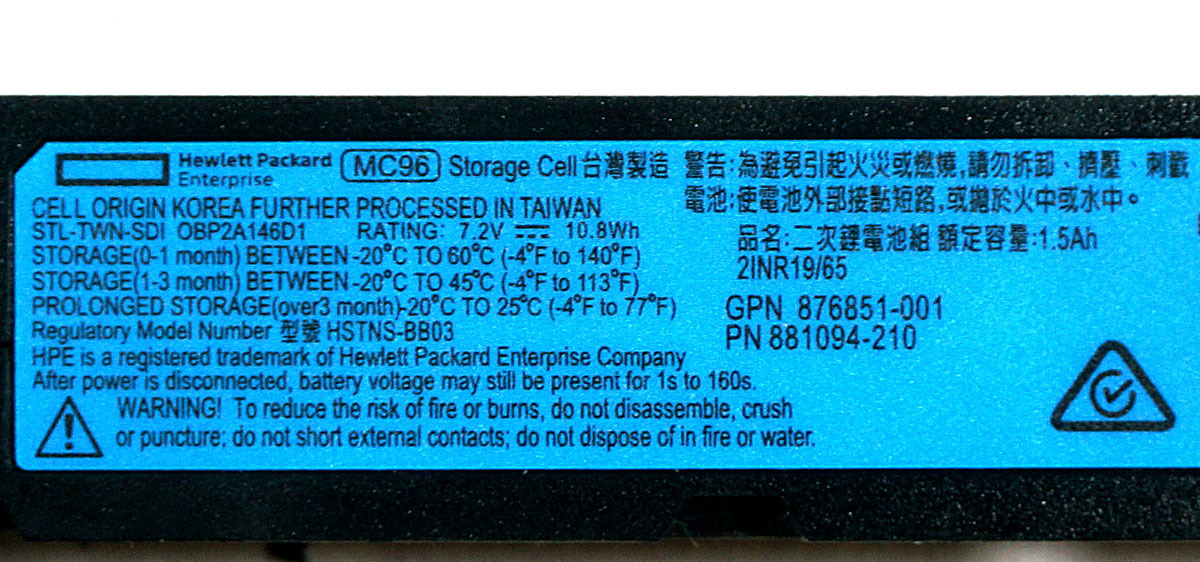 Hewlett Packard
Enterprise
MC96 Storage Cell 台灣製造
CELL ORIGIN KOREA FURTHER PROCESSED IN TAIWAN
STL-TWN-SDI OBP2A146D1 RATING: 7.2V ⎓ 10.8Wh
STORAGE(0-1 month) BETWEEN -20°C TO 60°C (-4°F to 140°F)
STORAGE(1-3 month) BETWEEN -20°C TO 45°C (-4°F to 113°F)
PROLONGED STORAGE(over3 month)-20°C TO 25°C (-4°F to 77°F)
Regulatory Model Number 型號 HSTNS-BB03
HPE is a registered trademark of Hewlett Packard Enterprise Company
After power is disconnected, battery voltage may still be present for 1s to 160s.
WARNING! To reduce the risk of fire or burns, do not disassemble, crush
or puncture; do not short external contacts; do not dispose of in fire or water.
警告:為避免引起火災或燃燒,請勿拆卸、擠壓、刺戳
電池:使電池外部接點短路,或拋於火中或水中。
品名:二次鋰電池組 額定容量:1.5Ah
2INR19/65
GPN 876851-001
PN 881094-210